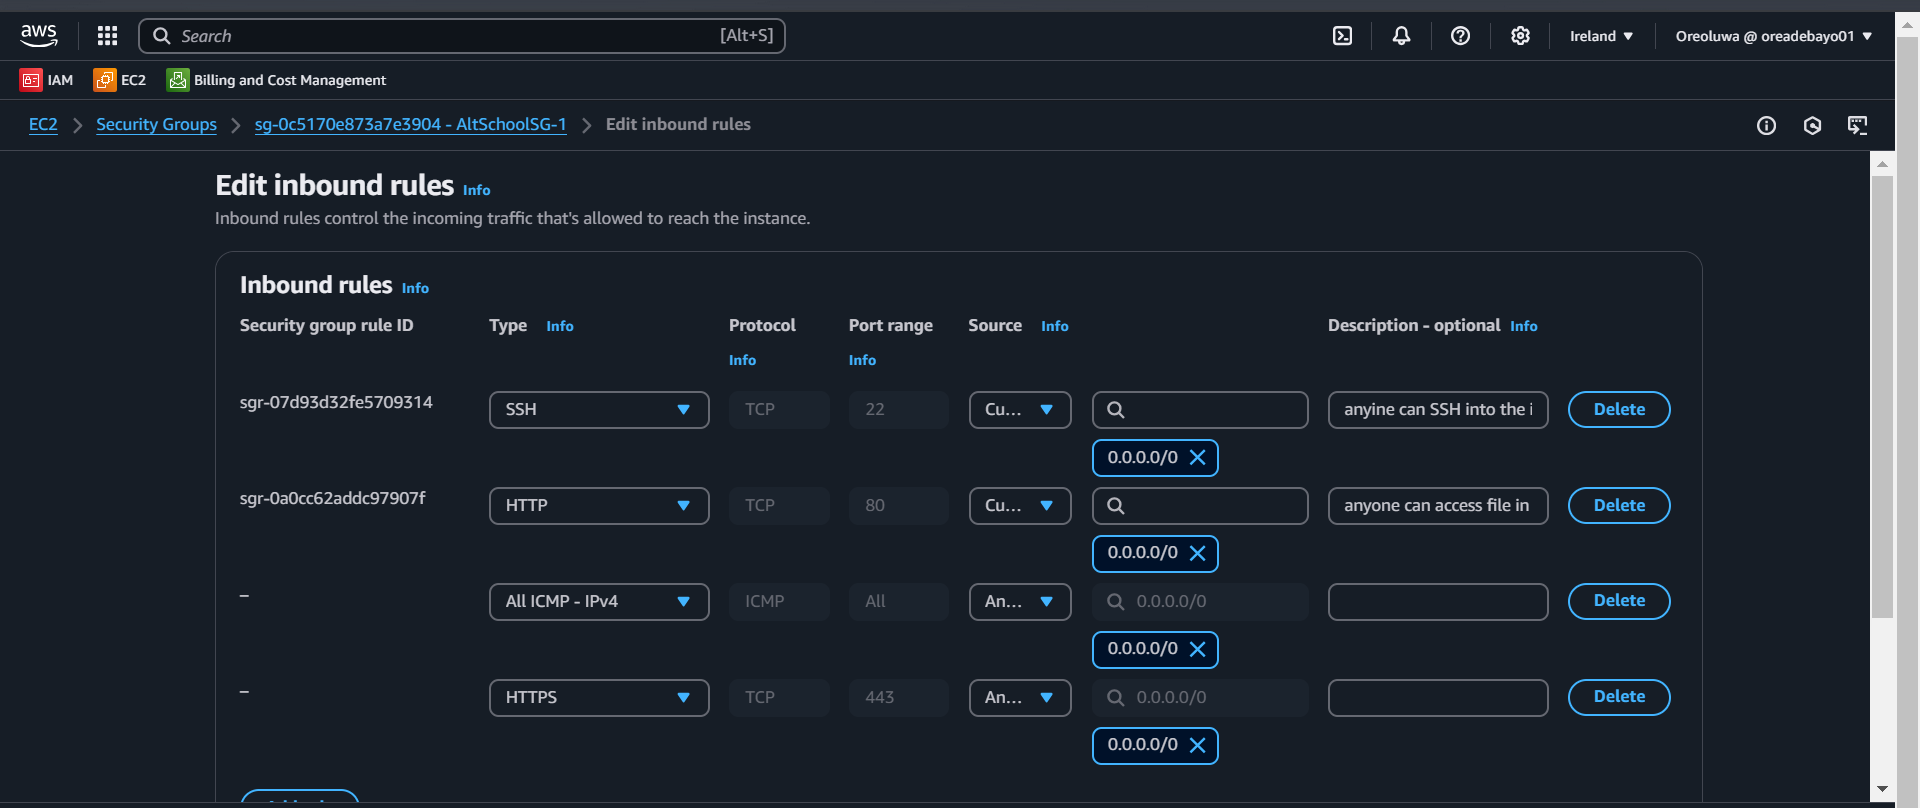 aws Search [Alt+S] Ireland Oreoluwa @ oreadebayo01
IAM EC2 Billing and Cost Management
EC2 Security Groups sg-0c5170e873a7e3904 - AltSchoolSG-1 Edit inbound rules
Edit inbound rules Info
Inbound rules control the incoming traffic that's allowed to reach the instance.
Inbound rules Info
Security group rule ID Type Info Protocol Port range Source Info Description - optional Info
Info Info
sgr-07d93d32fe5709314 SSH TCP 22 Cu... anyine can SSH into the i Delete
0.0.0.0/0
sgr-0a0cc62addc97907f HTTP TCP 80 Cu... anyone can access file in Delete
0.0.0.0/0
– All ICMP - IPv4 ICMP All An... 0.0.0.0/0 Delete
0.0.0.0/0
– HTTPS TCP 443 An... 0.0.0.0/0 Delete
0.0.0.0/0